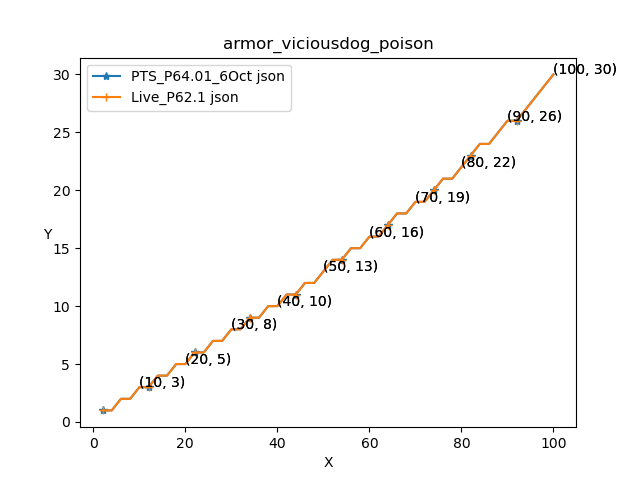 armor_viciousdog_poison
PTS_P64.01_6Oct json
Live_P62.1 json
Y
30
25
20
15
10
5
0
(100, 30)
(90, 26)
(80, 22)
(70, 19)
(60, 16)
(50, 13)
(40, 10)
(30, 8)
(20, 5)
(10, 3)
0 20 40 60 80 100
X